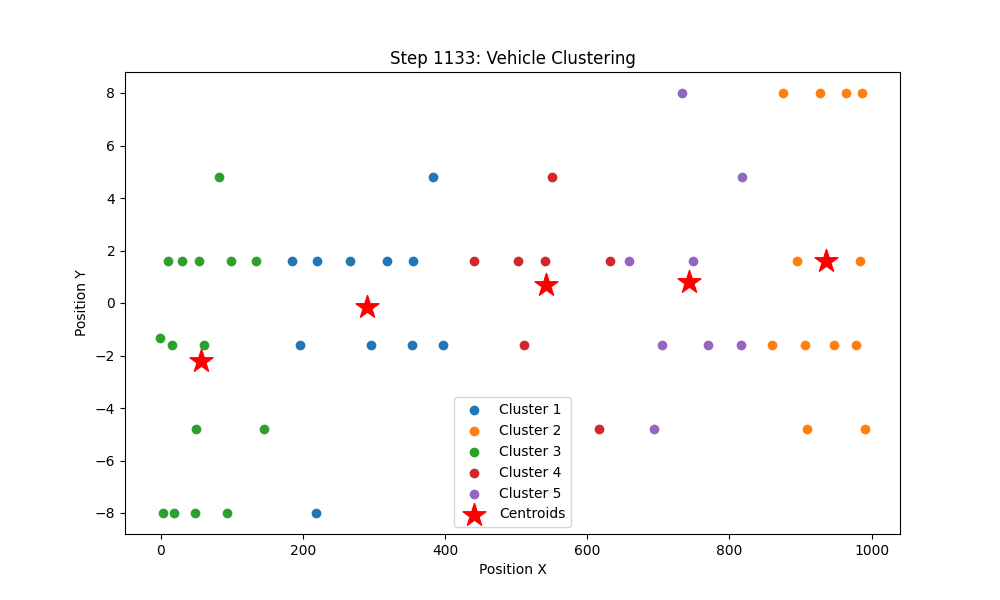 Step 1133: Vehicle Clustering
Position Y
8
6
4
2
0
−2
−4
−6
−8
Cluster 1
Cluster 2
Cluster 3
Cluster 4
Cluster 5
Centroids
0 200 400 600 800 1000
Position X